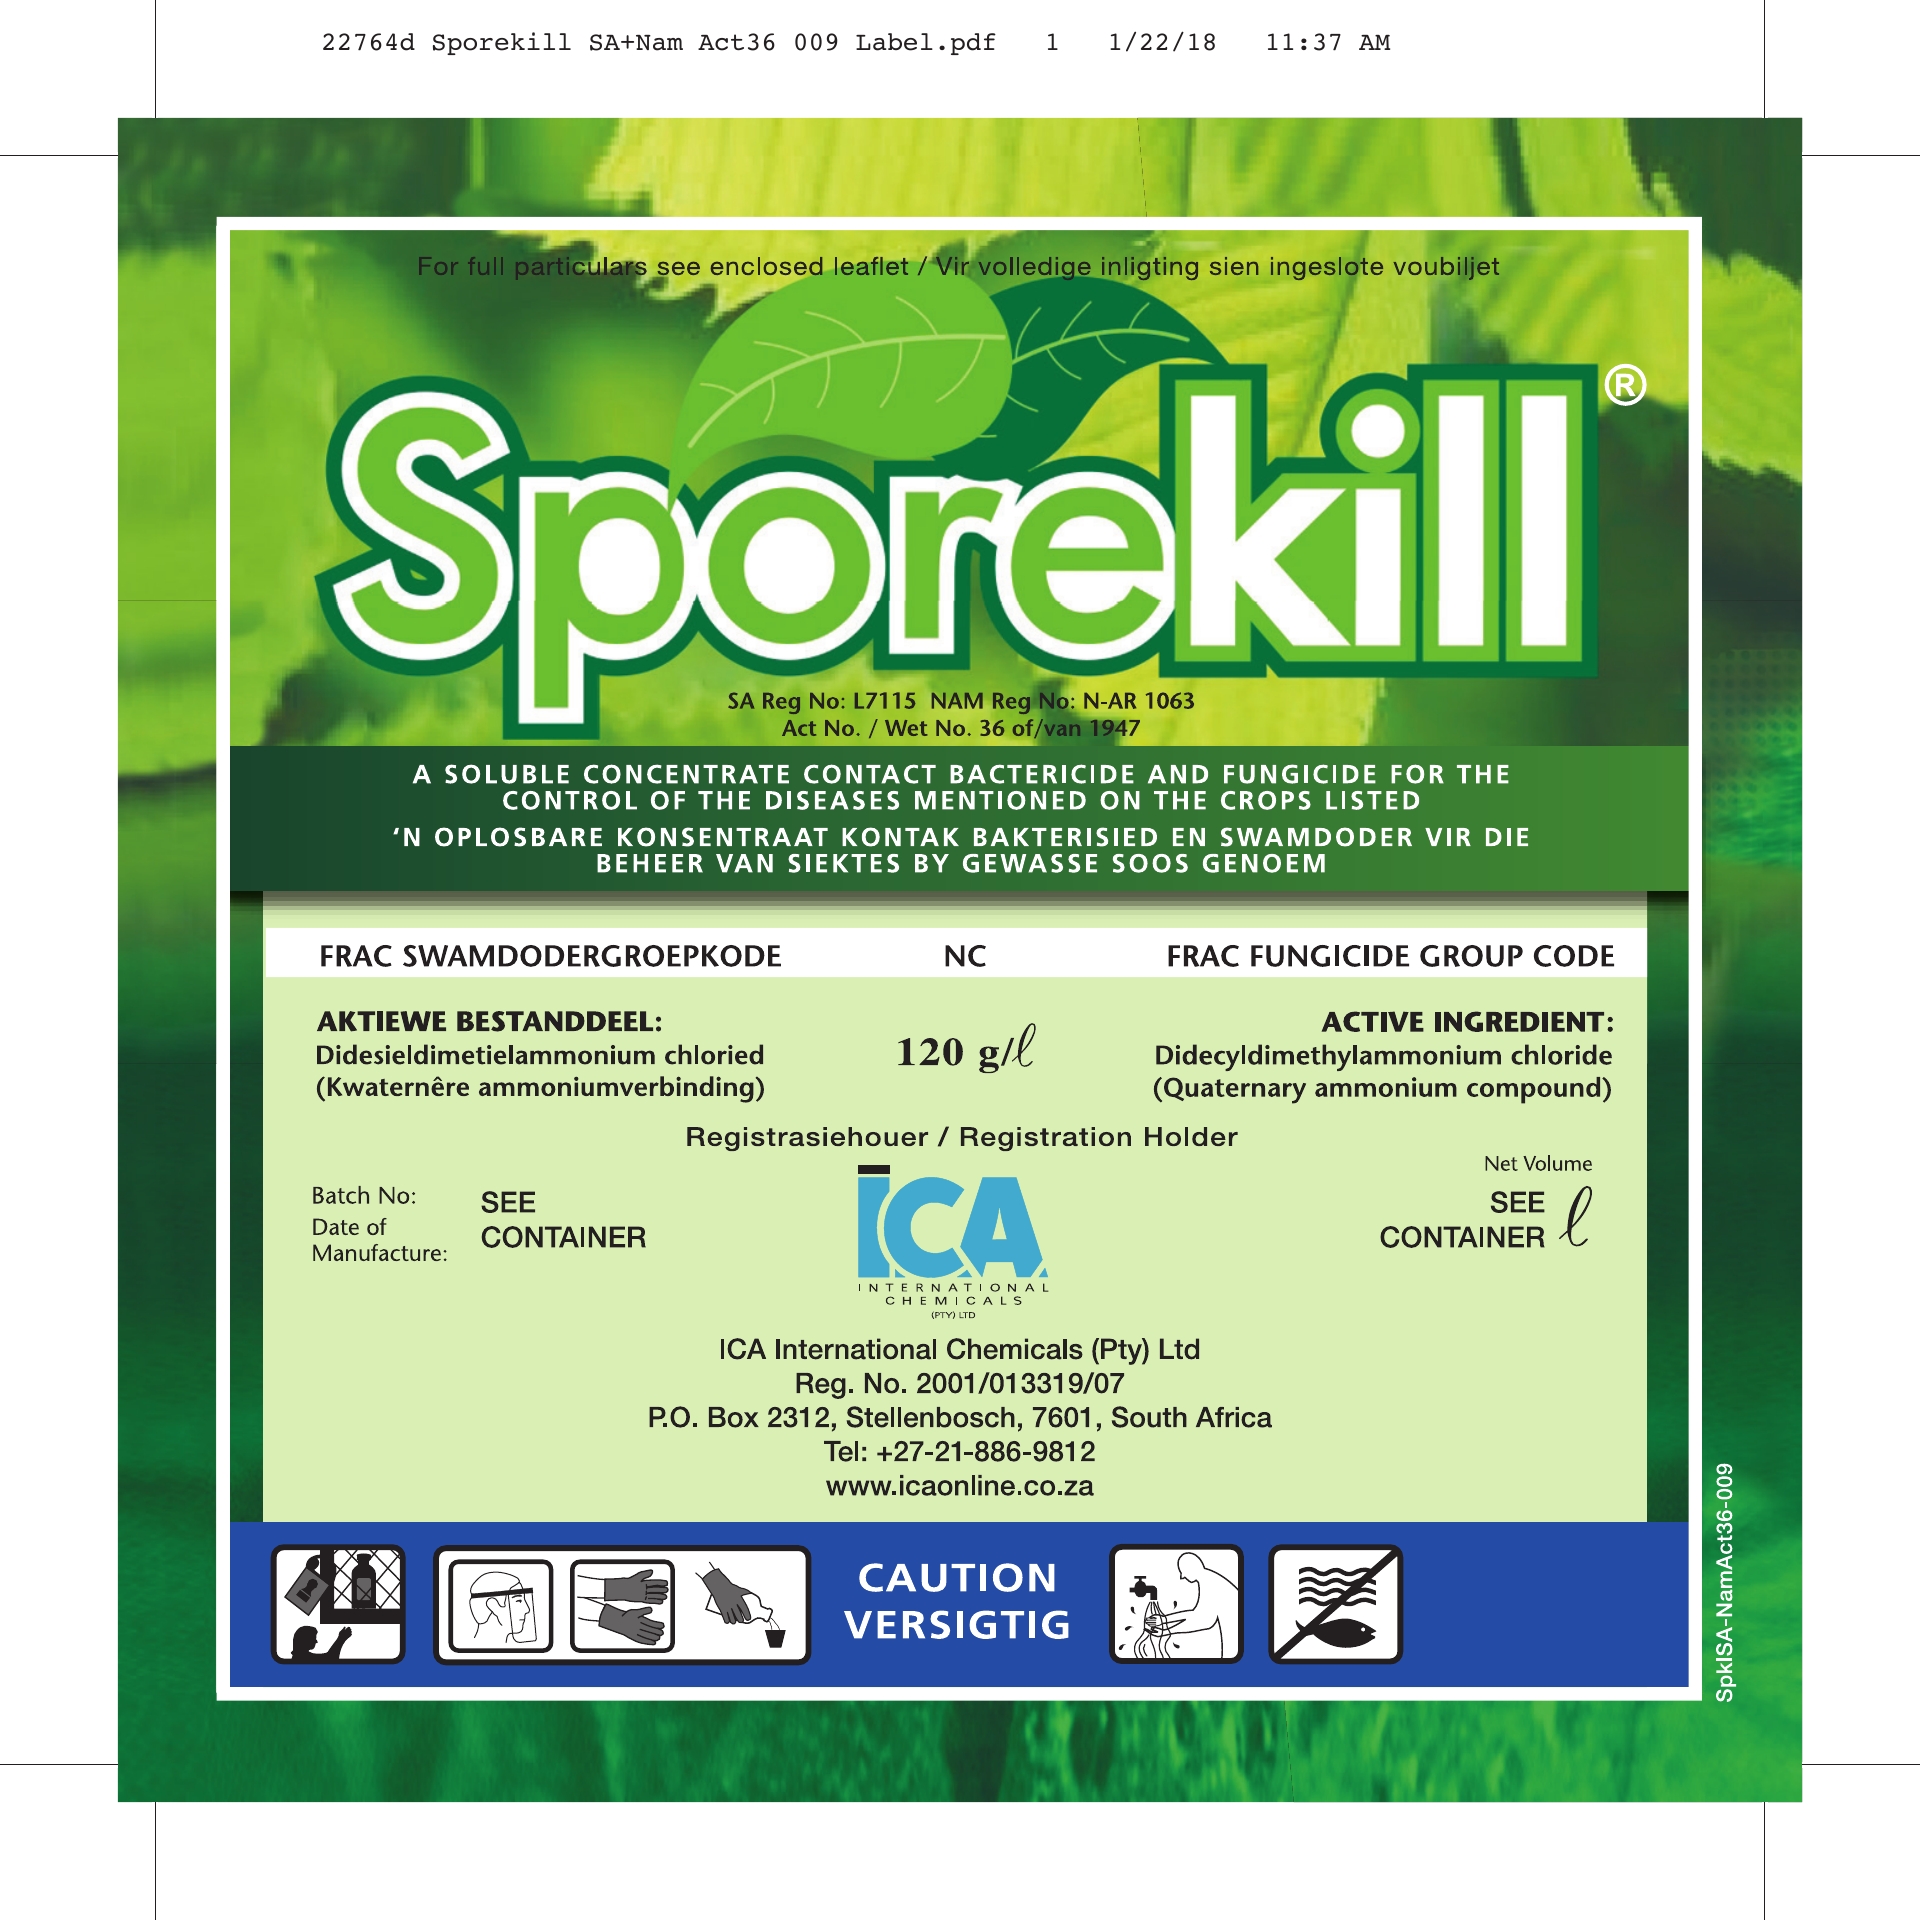 22764d Sporekill SA+Nam Act36 009 Label.pdf   1   1/22/18   11:37 AM
For full particulars see enclosed leaflet / Vir volledige inligting sien ingeslote voubiljet
Sporekill®
SA Reg No: L7115  NAM Reg No: N-AR 1063
Act No. / Wet No. 36 of/van 1947
A SOLUBLE CONCENTRATE CONTACT BACTERICIDE AND FUNGICIDE FOR THE
CONTROL OF THE DISEASES MENTIONED ON THE CROPS LISTED
‘N OPLOSBARE KONSENTRAAT KONTAK BAKTERISIED EN SWAMDODER VIR DIE
BEHEER VAN SIEKTES BY GEWASSE SOOS GENOEM
FRAC SWAMDODERGROEPKODE NC FRAC FUNGICIDE GROUP CODE
AKTIEWE BESTANDDEEL:
Didesieldimetielammonium chloried
(Kwaternêre ammoniumverbinding)
120 g/ℓ
ACTIVE INGREDIENT:
Didecyldimethylammonium chloride
(Quaternary ammonium compound)
Registrasiehouer / Registration Holder
Batch No:
Date of
Manufacture:
SEE
CONTAINER
ICA
INTERNATIONAL
CHEMICALS
(PTY) LTD
Net Volume
SEE
CONTAINER ℓ
ICA International Chemicals (Pty) Ltd
Reg. No. 2001/013319/07
P.O. Box 2312, Stellenbosch, 7601, South Africa
Tel: +27-21-886-9812
www.icaonline.co.za
CAUTION
VERSIGTIG
SpkISA-NamAct36-009